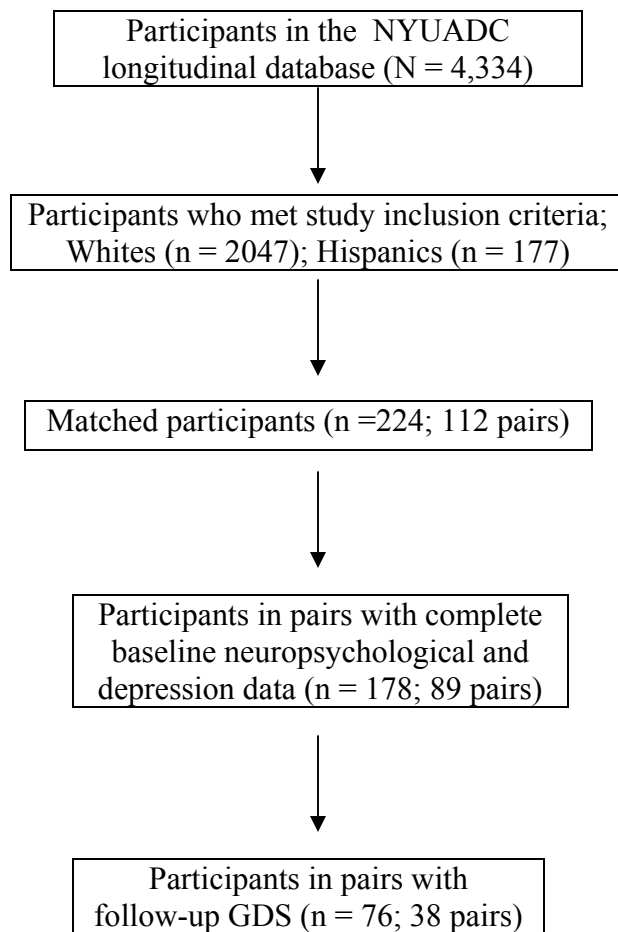 Participants in the NYUADC
longitudinal database (N = 4,334)
Participants who met study inclusion criteria;
Whites (n = 2047); Hispanics (n = 177)
Matched participants (n =224; 112 pairs)
Participants in pairs with complete
baseline neuropsychological and
depression data (n = 178; 89 pairs)
Participants in pairs with
follow-up GDS (n = 76; 38 pairs)